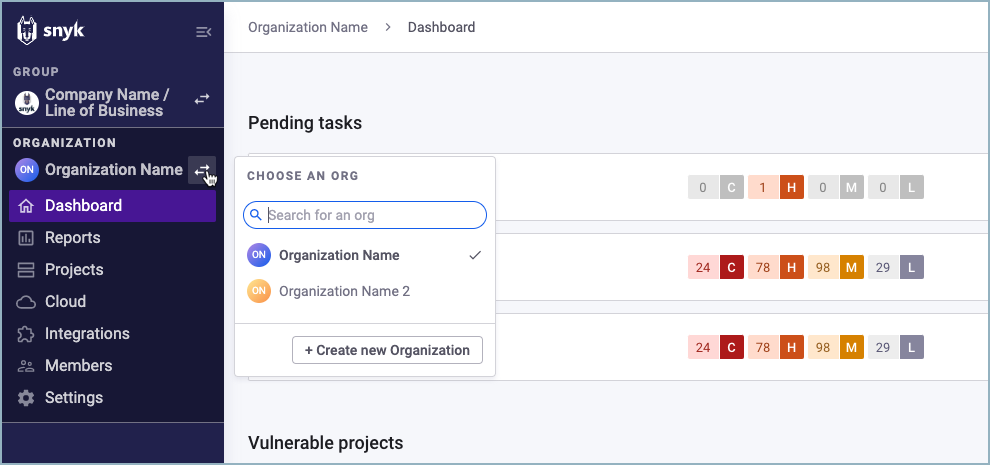 snyk
GROUP
snyk
Company Name /
Line of Business
ORGANIZATION
ON Organization Name
Dashboard
Reports
Projects
Cloud
Integrations
Members
Settings
Organization Name > Dashboard
Pending tasks
CHOOSE AN ORG
Search for an org
ON Organization Name
ON Organization Name 2
+ Create new Organization
0 C 1 H 0 M 0 L
24 C 78 H 98 M 29 L
24 C 78 H 98 M 29 L
Vulnerable projects